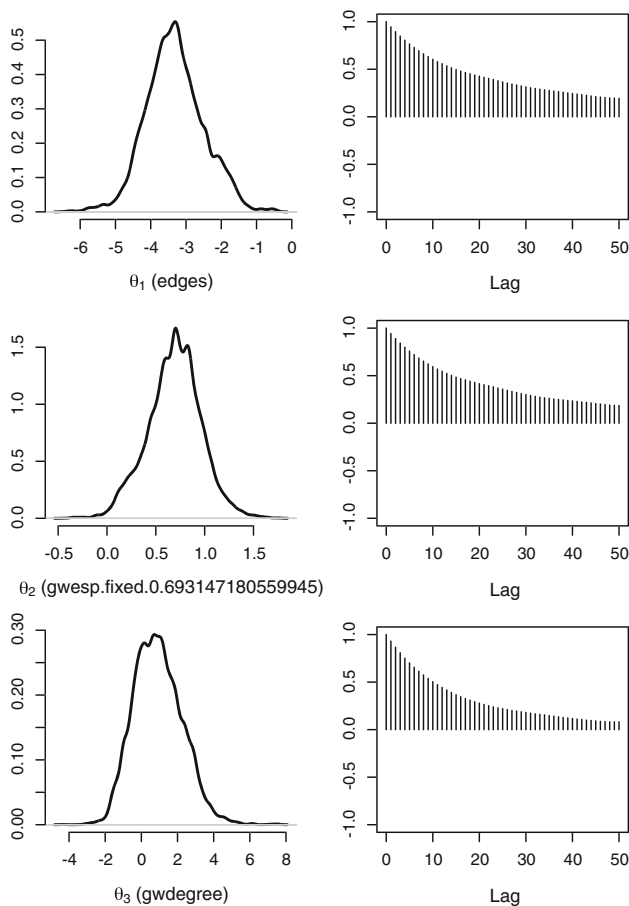 0.0 0.1 0.2 0.3 0.4 0.5
-6 -5 -4 -3 -2 -1 0
θ1 (edges)
-1.0 -0.5 0.0 0.5 1.0
0 10 20 30 40 50
Lag
0.0 0.5 1.0 1.5
-0.5 0.0 0.5 1.0 1.5
θ2 (gwesp.fixed.0.693147180559945)
-1.0 -0.5 0.0 0.5 1.0
0 10 20 30 40 50
Lag
0.00 0.10 0.20 0.30
-4 -2 0 2 4 6 8
θ3 (gwdegree)
-1.0 -0.5 0.0 0.5 1.0
0 10 20 30 40 50
Lag